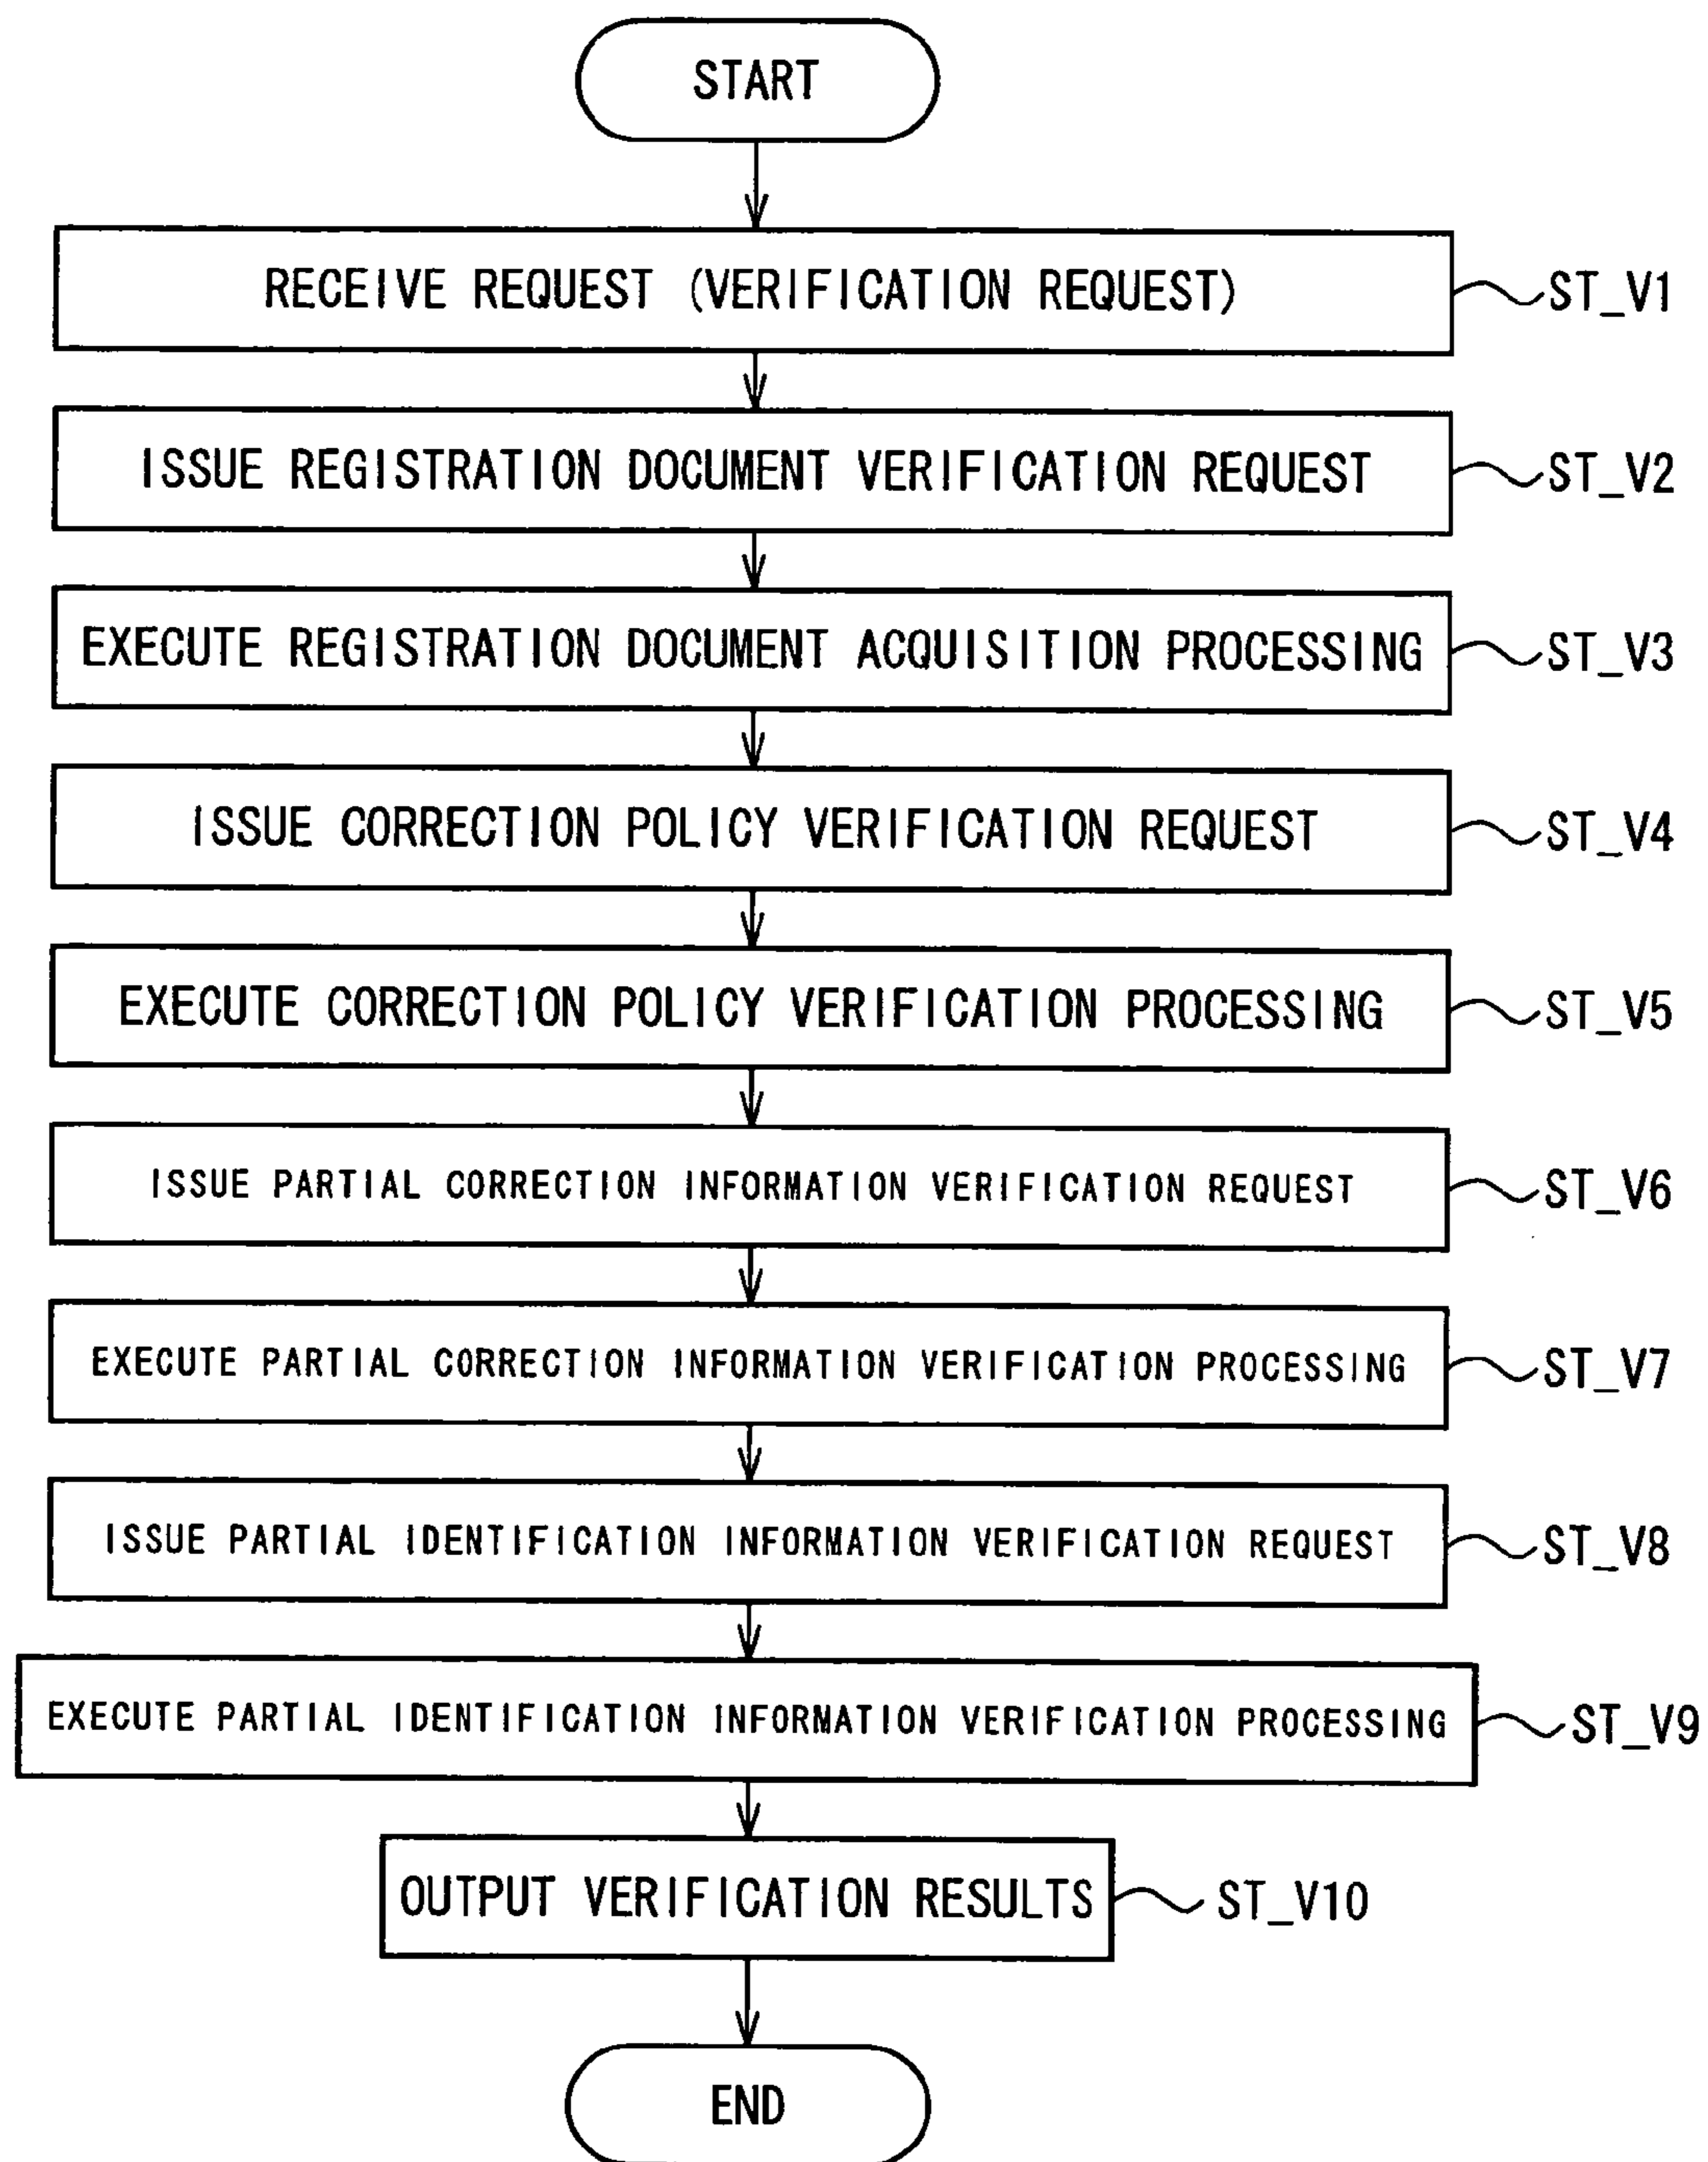 START
RECEIVE REQUEST (VERIFICATION REQUEST)
ST_V1
ISSUE REGISTRATION DOCUMENT VERIFICATION REQUEST
ST_V2
EXECUTE REGISTRATION DOCUMENT ACQUISITION PROCESSING
ST_V3
ISSUE CORRECTION POLICY VERIFICATION REQUEST
ST_V4
EXECUTE CORRECTION POLICY VERIFICATION PROCESSING
ST_V5
ISSUE PARTIAL CORRECTION INFORMATION VERIFICATION REQUEST
ST_V6
EXECUTE PARTIAL CORRECTION INFORMATION VERIFICATION PROCESSING
ST_V7
ISSUE PARTIAL IDENTIFICATION INFORMATION VERIFICATION REQUEST
ST_V8
EXECUTE PARTIAL IDENTIFICATION INFORMATION VERIFICATION PROCESSING
ST_V9
OUTPUT VERIFICATION RESULTS
ST_V10
END